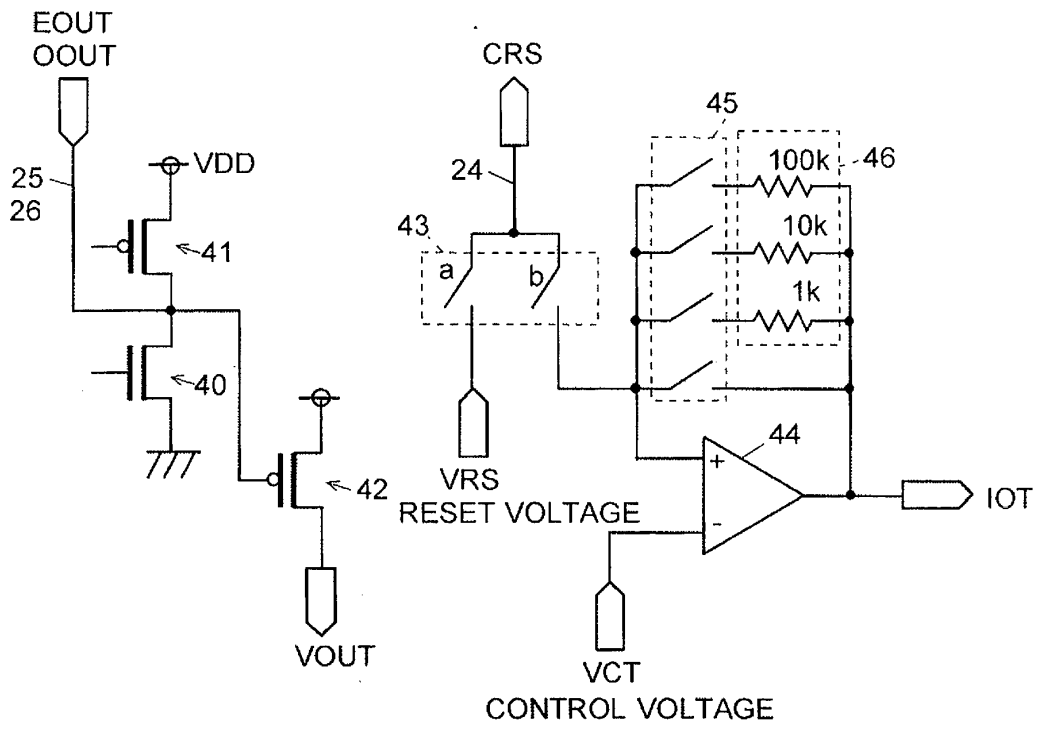 EOUT
OOUT
CRS
45
25
26
VDD
24
100k
46
43
41
a
b
10k
1k
40
44
+
42
VRS
RESET VOLTAGE
-
IOT
VOUT
VCT
CONTROL VOLTAGE